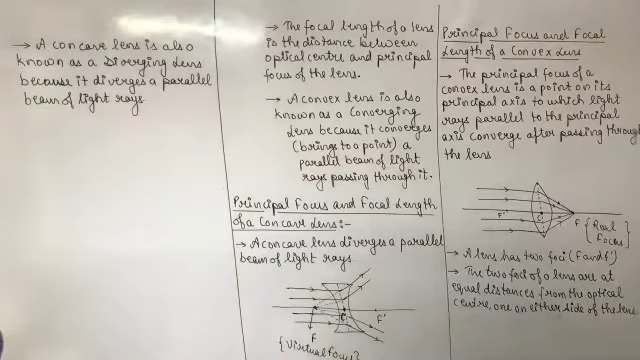 → A concave lens is also
known as a Diverging Lens
because it diverges a parallel
beam of light rays.
→ The focal length of a lens
is the distance between
optical centre and principal
focus of the lens.
→ A convex lens is also
known as a Converging
Lens because it converges
(brings to a point) a
parallel beam of light
rays passing through it.
Principal Focus and Focal Length
of a Concave Lens:-
→ A concave lens diverges a parallel
beam of light rays.
C
F'
F
{Virtual Focus}
Principal Focus and Focal
Length of a Convex Lens
→ The principal focus of a
convex lens is a point on its
principal axis to which light
rays parallel to the principal
axis converge after passing through
the lens
F'
C
F
{Real
Focus}
→ A lens has two foci (F and F')
→ The two foci of a lens are at
equal distances from the optical
centre, one on either side of the lens.